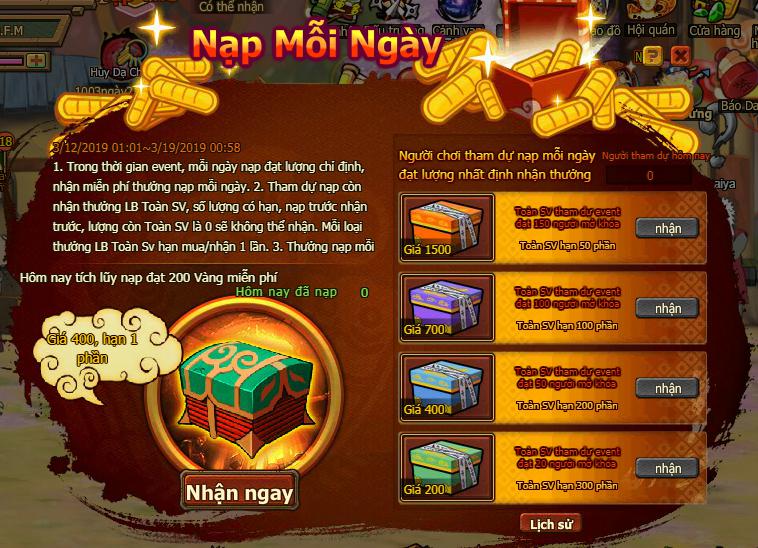 Có thể nhận
.F.M
Nạp Mỗi Ngày
Hội quán
Cửa hàng
Hùy Dạ
1003ngày
Báo Da
18
3/12/2019 01:01~3/19/2019 00:58
1. Trong thời gian event, mỗi ngày nạp đạt lượng chỉ định,
nhận miễn phí thưởng nạp mỗi ngày. 2. Tham dự nạp còn
nhận thưởng LB Toàn SV, số lượng có hạn, nạp trước nhận
trước, lượng còn Toàn SV là 0 sẽ không thể nhận. Mỗi loại
thưởng LB Toàn Sv hạn mua/nhận 1 lần. 3. Thưởng nạp mỗi
Hôm nay tích lũy nạp đạt 200 Vàng miễn phí
Hôm nay đã nạp 0
Giá 400, hạn 1
phần
Nhận ngay
Người chơi tham dự nạp mỗi ngày
đạt lượng nhất định nhận thưởng
Người tham dự hôm nay
0
Giá 1500
Toàn SV tham dự event
đạt 150 người mở khóa
Toàn SV hạn 50 phần
nhận
Giá 700
Toàn SV tham dự event
đạt 100 người mở khóa
Toàn SV hạn 100 phần
nhận
Giá 400
Toàn SV tham dự event
đạt 50 người mở khóa
Toàn SV hạn 200 phần
nhận
Giá 200
Toàn SV tham dự event
đạt 20 người mở khóa
Toàn SV hạn 300 phần
nhận
Lịch sử